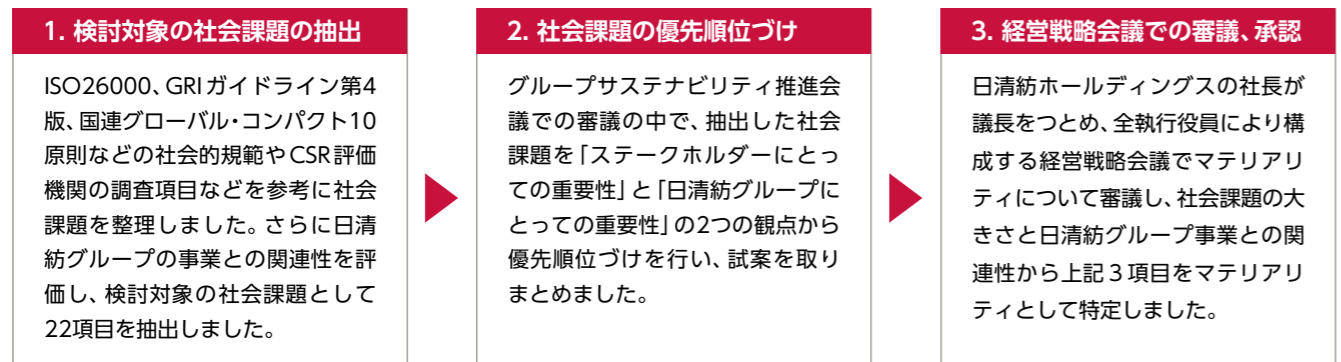 1. 検討対象の社会課題の抽出
ISO26000、GRIガイドライン第4
版、国連グローバル・コンパクト10
原則などの社会的規範やCSR評価
機関の調査項目などを参考に社会
課題を整理しました。さらに日清
紡グループの事業との関連性を評
価し、検討対象の社会課題として
22項目を抽出しました。
2. 社会課題の優先順位づけ
グループサステナビリティ推進会
議での審議の中で、抽出した社会
課題を「ステークホルダーにとっ
ての重要性」と「日清紡グループに
とっての重要性」の2つの観点から
優先順位づけを行い、試案を取り
まとめました。
3. 経営戦略会議での審議、承認
日清紡ホールディングスの社長が
議長をつとめ、全執行役員により構
成する経営戦略会議でマテリアリ
ティについて審議し、社会課題の大
きさと日清紡グループ事業との関
連性から上記3項目をマテリアリ
ティとして特定しました。